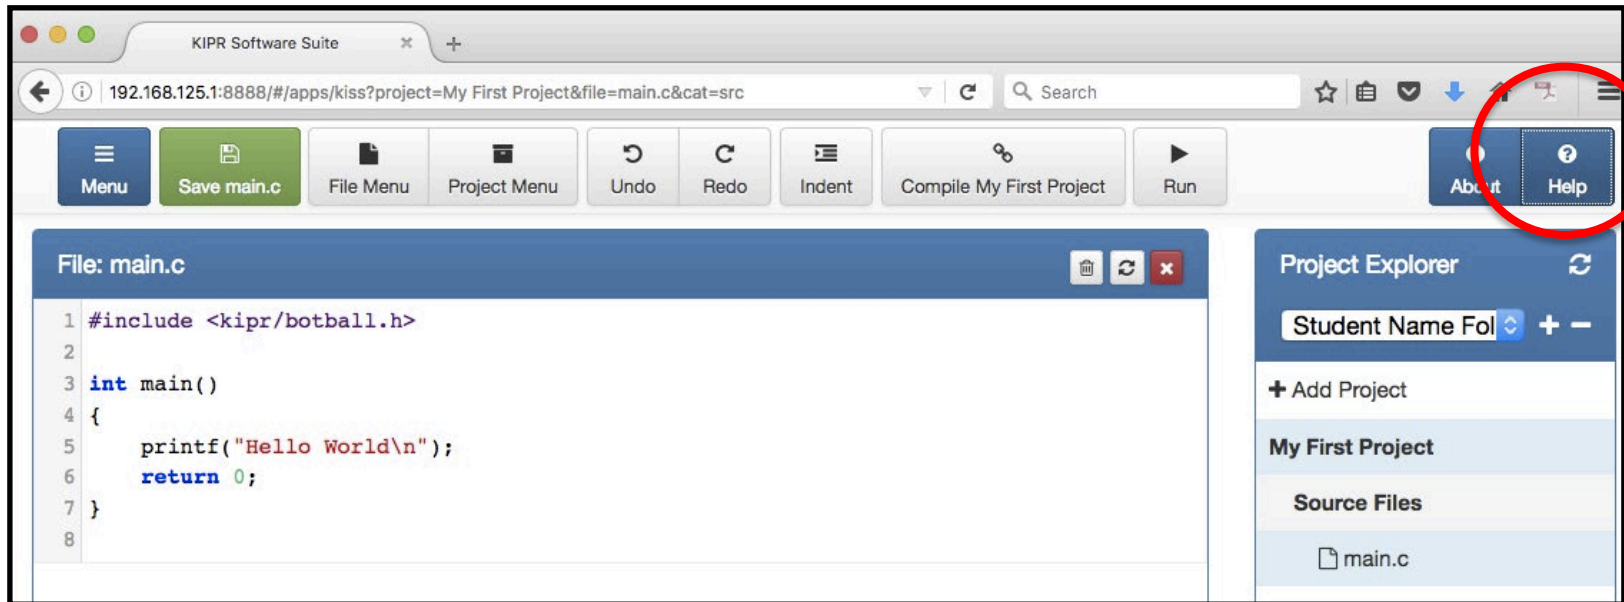 KIPR Software Suite
192.168.125.1:8888/#/apps/kiss?project=My First Project&file=main.c&cat=src
Search
Menu
Save main.c
File Menu
Project Menu
Undo
Redo
Indent
Compile My First Project
Run
About
Help
File: main.c
Project Explorer
Student Name Fol
1 #include <kipr/botball.h>
2
3 int main()
4 {
5 printf("Hello World\n");
6 return 0;
7 }
8
+ Add Project
My First Project
Source Files
main.c